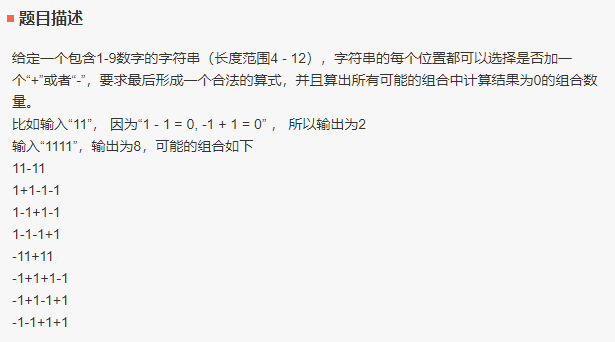 题目描述
给定一个包含1-9数字的字符串（长度范围4 - 12），字符串的每个位置都可以选择是否加一
个“+”或者“-”，要求最后形成一个合法的算式，并且算出所有可能的组合中计算结果为0的组合数
量。
比如输入“11”， 因为“1 - 1 = 0, -1 + 1 = 0” ， 所以输出为2
输入“1111”，输出为8，可能的组合如下
11-11
1+1-1-1
1-1+1-1
1-1-1+1
-11+11
-1+1+1-1
-1+1-1+1
-1-1+1+1